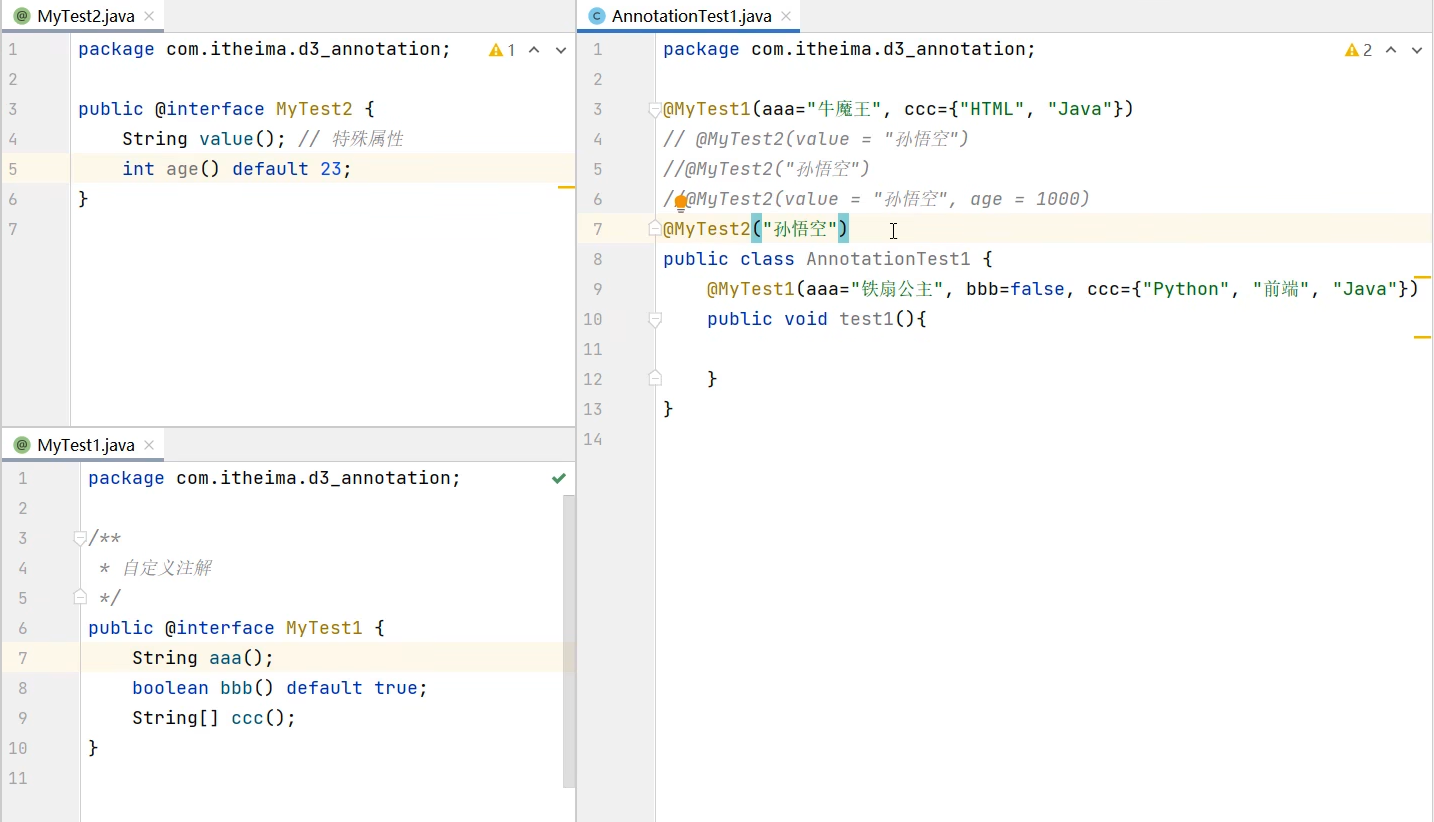 MyTest2.java
1 package com.itheima.d3_annotation; 1
2
3 public @interface MyTest2 {
4 String value(); // 特殊属性
5 int age() default 23;
6 }
7
MyTest1.java
1 package com.itheima.d3_annotation;
2
3 /**
4 * 自定义注解
5 */
6 public @interface MyTest1 {
7 String aaa();
8 boolean bbb() default true;
9 String[] ccc();
10 }
11
AnnotationTest1.java
1 package com.itheima.d3_annotation; 2
2
3 @MyTest1(aaa="牛魔王", ccc={"HTML", "Java"})
4 // @MyTest2(value = "孙悟空")
5 //@MyTest2("孙悟空")
6 //@MyTest2(value = "孙悟空", age = 1000)
7 @MyTest2("孙悟空")
8 public class AnnotationTest1 {
9 @MyTest1(aaa="铁扇公主", bbb=false, ccc={"Python", "前端", "Java"})
10 public void test1(){
11
12 }
13 }
14